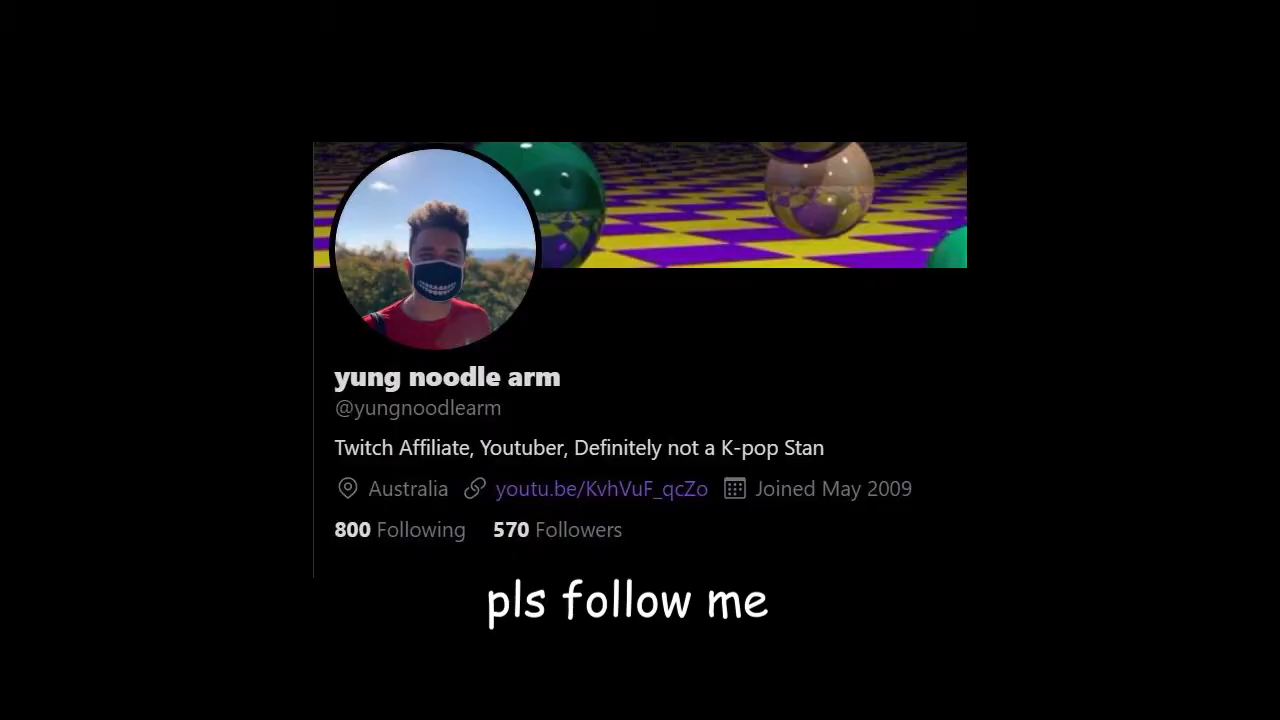 yung noodle arm
@yungnoodlearm
Twitch Affiliate, Youtuber, Definitely not a K-pop Stan
Australia youtu.be/KvhVuF_qcZo Joined May 2009
800 Following 570 Followers
pls follow me